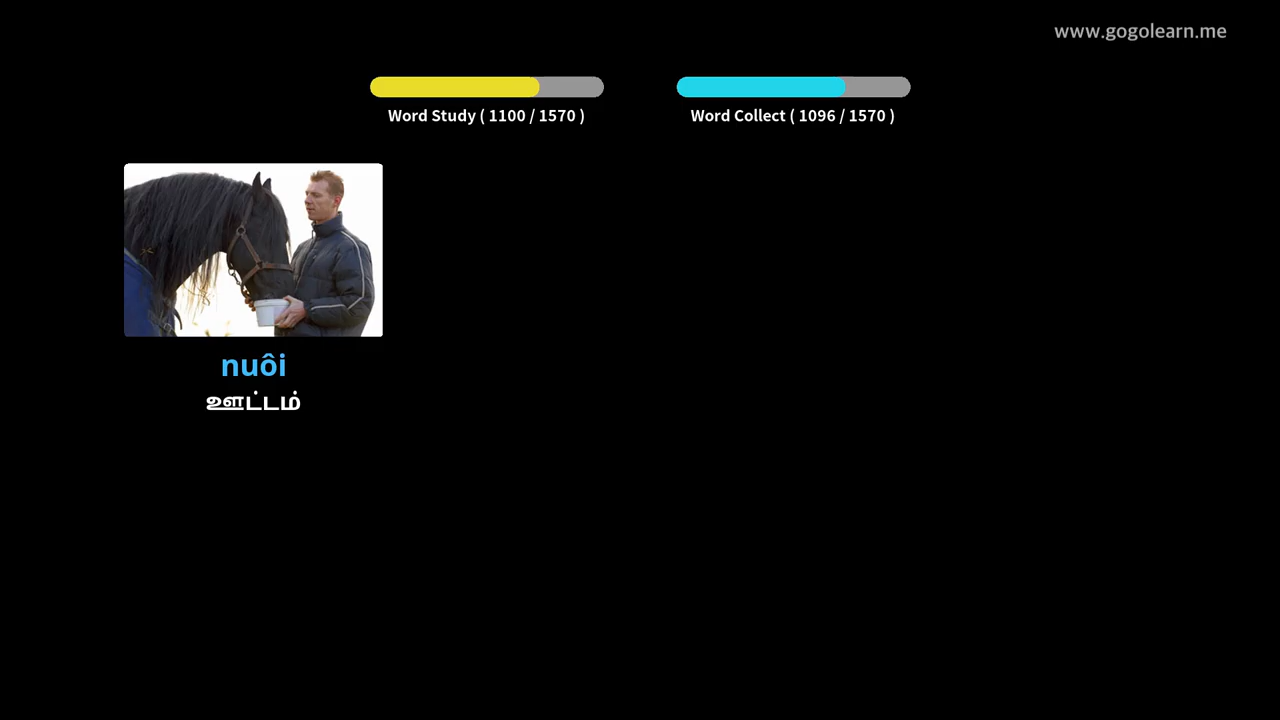 www.gogolearn.me
Word Study ( 1100 / 1570 )
Word Collect ( 1096 / 1570 )
nuôi
ஊட்டம்